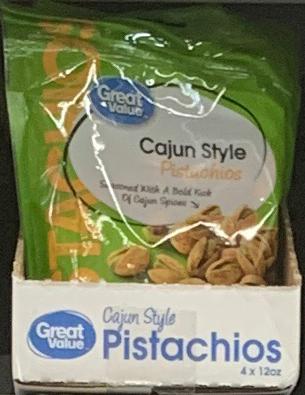 PISTACHIOS
Great
Value
Cajun Style
Pistachios
Seasoned With A Bold Kick
Of Cajun Spices
Great
Value
Cajun Style
Pistachios
4 x 12oz